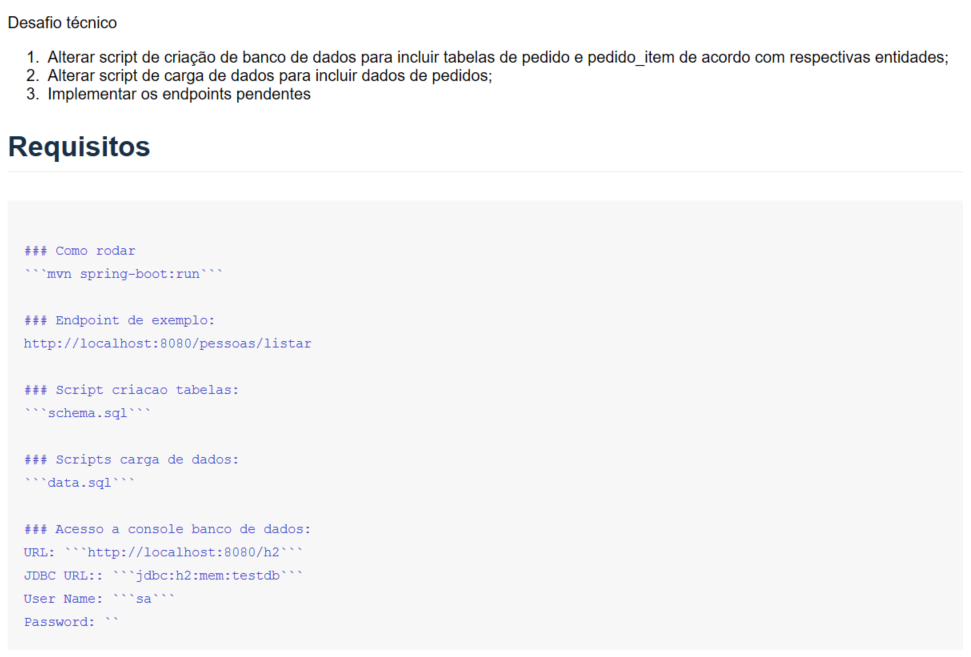 Desafio técnico
1. Alterar script de criação de banco de dados para incluir tabelas de pedido e pedido_item de acordo com respectivas entidades;
2. Alterar script de carga de dados para incluir dados de pedidos;
3. Implementar os endpoints pendentes
Requisitos
### Como rodar
```mvn spring-boot:run```
### Endpoint de exemplo:
http://localhost:8080/pessoas/listar
### Script criacao tabelas:
```schema.sql```
### Scripts carga de dados:
```data.sql```
### Acesso a console banco de dados:
URL: ```http://localhost:8080/h2```
JDBC URL:: ```jdbc:h2:mem:testdb```
User Name: ```sa```
Password: ``